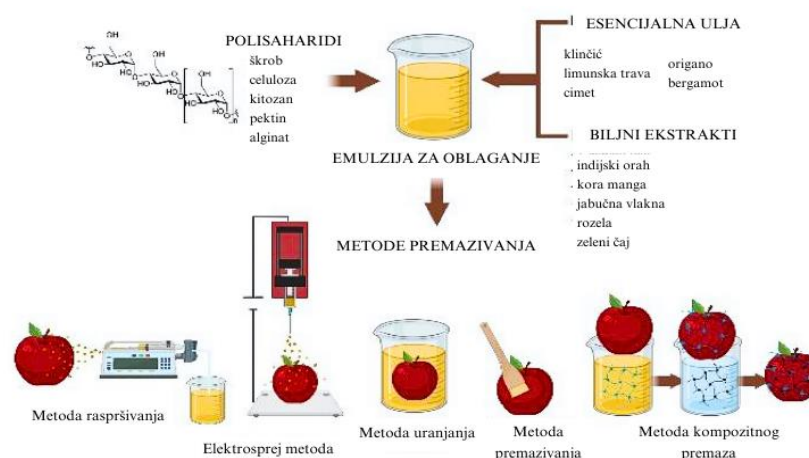 POLISAHARIDI
škrob
celuloza
kitozan
pektin
alginat
EMULZIJA ZA OBLAGANJE
ESENCIJALNA ULJA
klinčić
limunska trava
cimet
origano
bergamot
BILJNI EKSTRAKTI
indijski orah
kora manga
jabučna vlakna
rozela
zeleni čaj
METODE PREMAZIVANJA
Metoda raspršivanja
Elektrosprej metoda
Metoda uranjanja
Metoda
premazivanja
Metoda kompozitnog
premaza